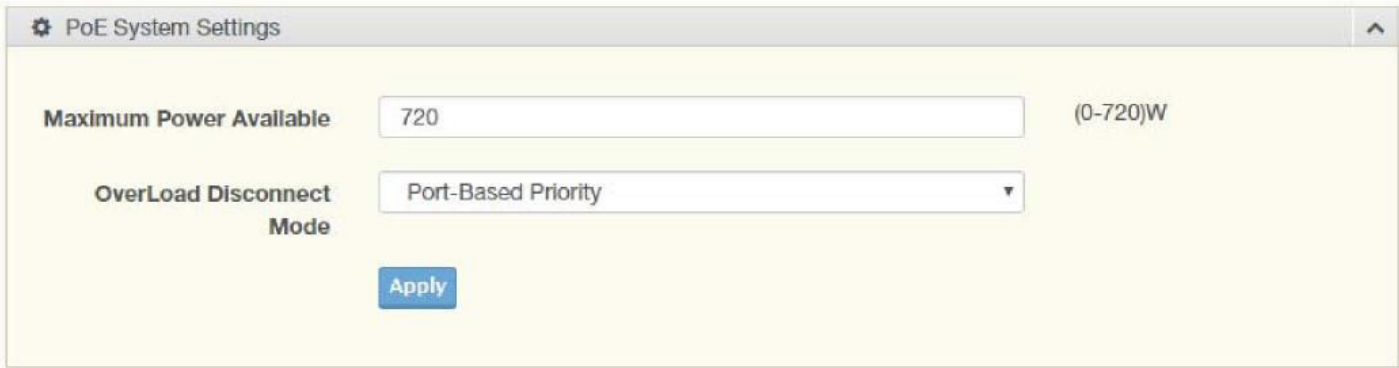 PoE System Settings
Maximum Power Available 720 (0-720)W
OverLoad Disconnect Port-Based Priority
Mode
Apply